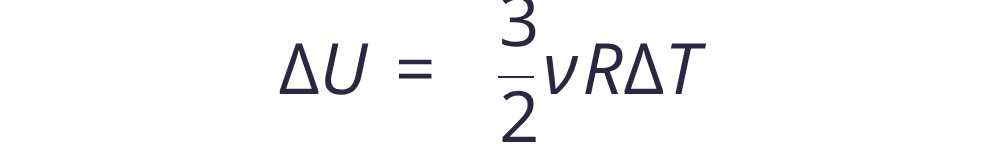 ΔU = 3/2 νRΔT